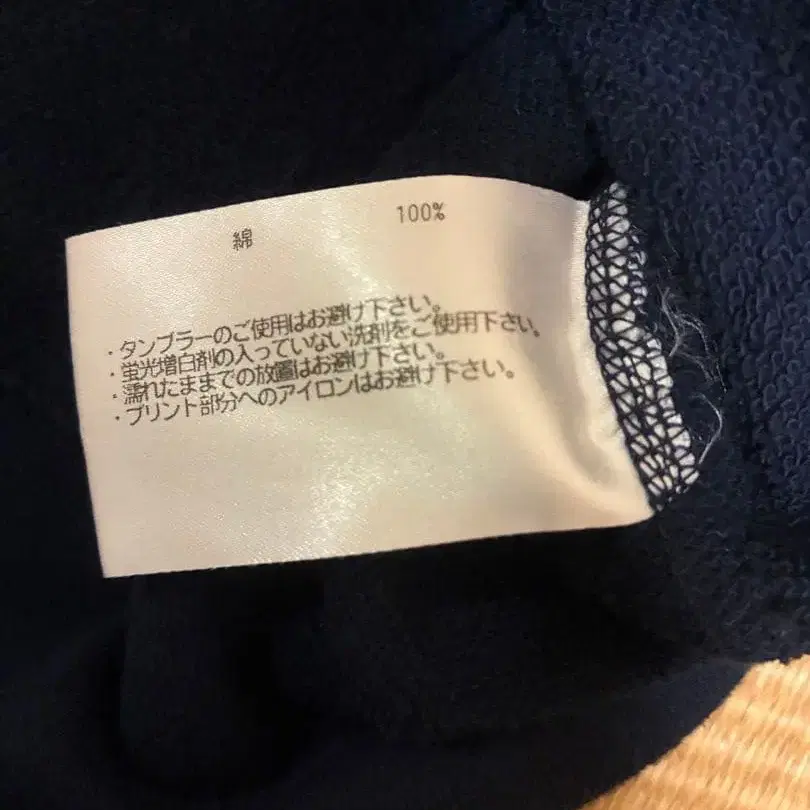 綿 100%
・タンブラーのご使用はお避け下さい。
・蛍光増白剤の入っていない洗剤をご使用下さい。
・濡れたままでの放置はお避け下さい。
・プリント部分へのアイロンはお避け下さい。